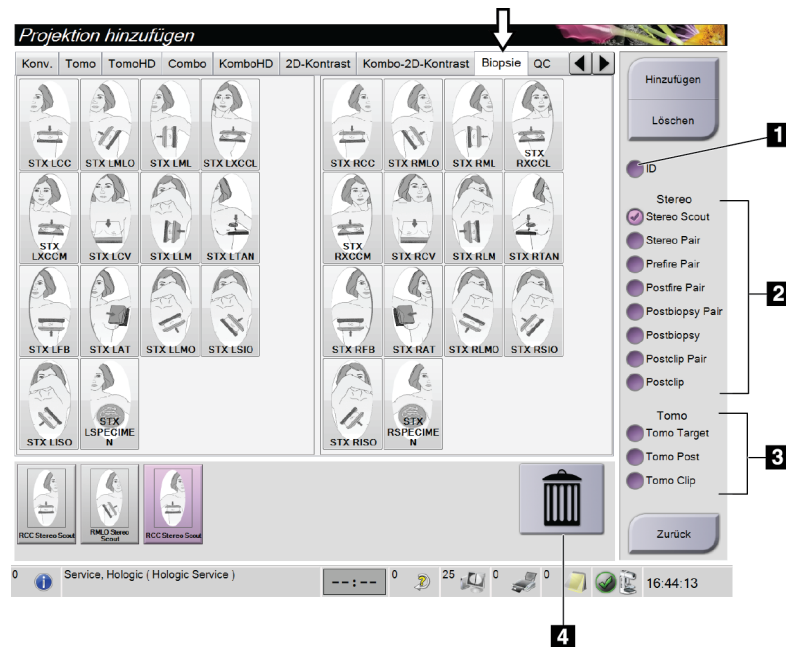 Projektion hinzufügen
Konv. Tomo TomoHD Combo KomboHD 2D-Kontrast Kombo-2D-Kontrast Biopsie QC
STX LCC STX LMLO STX LML STX LXCCL
STX RCC STX RMLO STX RML STX RXCCL
STX LXCCM STX LCV STX LLM STX LTAN
STX RXCCM STX RCV STX RLM STX RTAN
STX LFB STX LAT STX LLMO STX LSIO
STX RFB STX RAT STX RLMO STX RSIO
STX LISO STX LSPECIMEN
STX RISO STX RSPECIMEN
Hinzufügen
Löschen
1
ID
Stereo
Stereo Scout
Stereo Pair
Prefire Pair
Postfire Pair
Postbiopsy Pair
Postbiopsy
Postclip Pair
Postclip
2
Tomo
Tomo Target
Tomo Post
Tomo Clip
3
RCC Stereo Scout
RMLO Stereo Scout
RCC Stereo Scout
Zurück
0 Service, Hologic ( Hologic Service ) --:-- 0 25 0 0 16:44:13
4